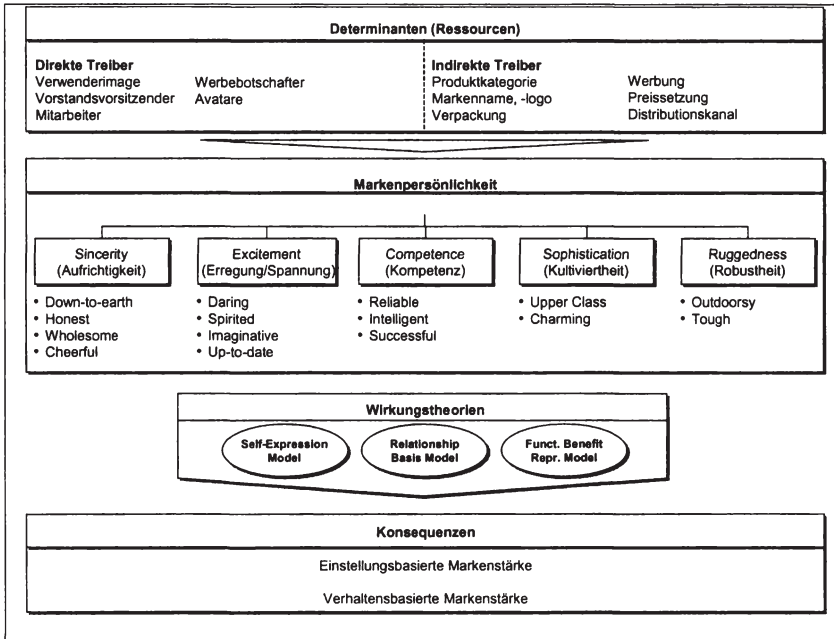 Determinanten (Ressourcen)
Direkte Treiber
Verwenderimage
Vorstandsvorsitzender
Mitarbeiter
Werbebotschafter
Avatare
Indirekte Treiber
Produktkategorie
Markenname, -logo
Verpackung
Werbung
Preissetzung
Distributionskanal
Markenpersönlichkeit
Sincerity
(Aufrichtigkeit)
• Down-to-earth
• Honest
• Wholesome
• Cheerful
Excitement
(Erregung/Spannung)
• Daring
• Spirited
• Imaginative
• Up-to-date
Competence
(Kompetenz)
• Reliable
• Intelligent
• Successful
Sophistication
(Kultiviertheit)
• Upper Class
• Charming
Ruggedness
(Robustheit)
• Outdoorsy
• Tough
Wirkungstheorien
Self-Expression
Model
Relationship
Basis Model
Funct. Benefit
Repr. Model
Konsequenzen
Einstellungsbasierte Markenstärke
Verhaltensbasierte Markenstärke